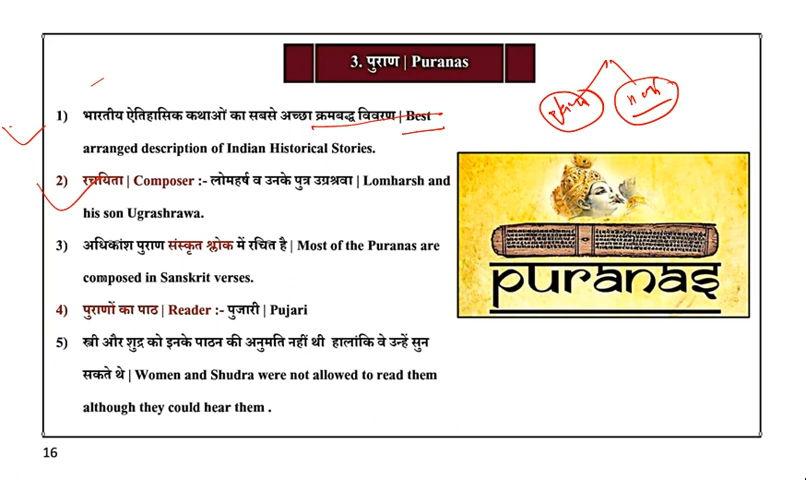 3. पुराण | Puranas
1) भारतीय ऐतिहासिक कथाओं का सबसे अच्छा क्रमबद्ध विवरण | Best
arranged description of Indian Historical Stories.
2) रचयिता | Composer :- लोमहर्ष व उनके पुत्र उग्रश्रवा | Lomharsh and
his son Ugrashrawa.
3) अधिकांश पुराण संस्कृत श्लोक में रचित है | Most of the Puranas are
composed in Sanskrit verses.
4) पुराणों का पाठ | Reader :- पुजारी | Pujari
5) स्त्री और शुद्र को इनके पाठन की अनुमति नहीं थी हालांकि वे उन्हें सुन
सकते थे | Women and Shudra were not allowed to read them
although they could hear them .
puranas
16